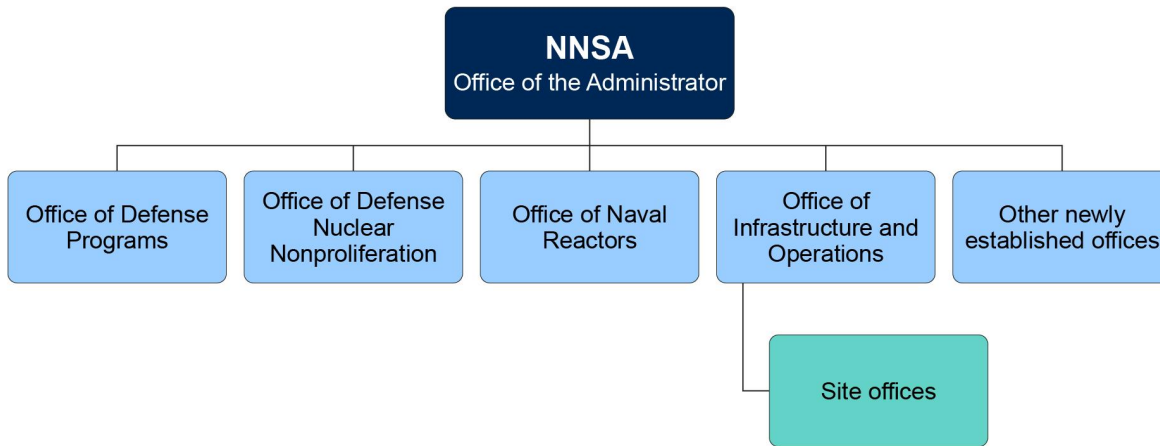 NNSA
Office of the Administrator
Office of Defense
Programs
Office of Defense
Nuclear
Nonproliferation
Office of Naval
Reactors
Office of
Infrastructure and
Operations
Other newly
established offices
Site offices